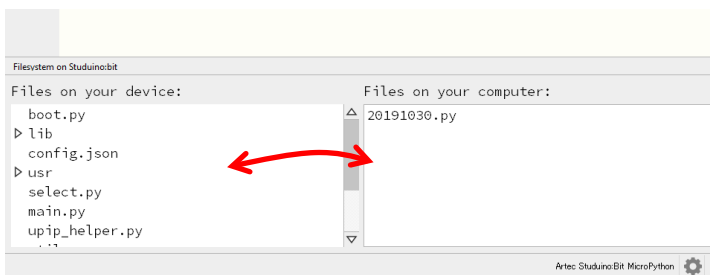 Filesystem on Studuino:bit
Files on your device:
Files on your computer:
boot.py
20191030.py
lib
config.json
usr
select.py
main.py
upip_helper.py
Artec Studuino:Bit MicroPython